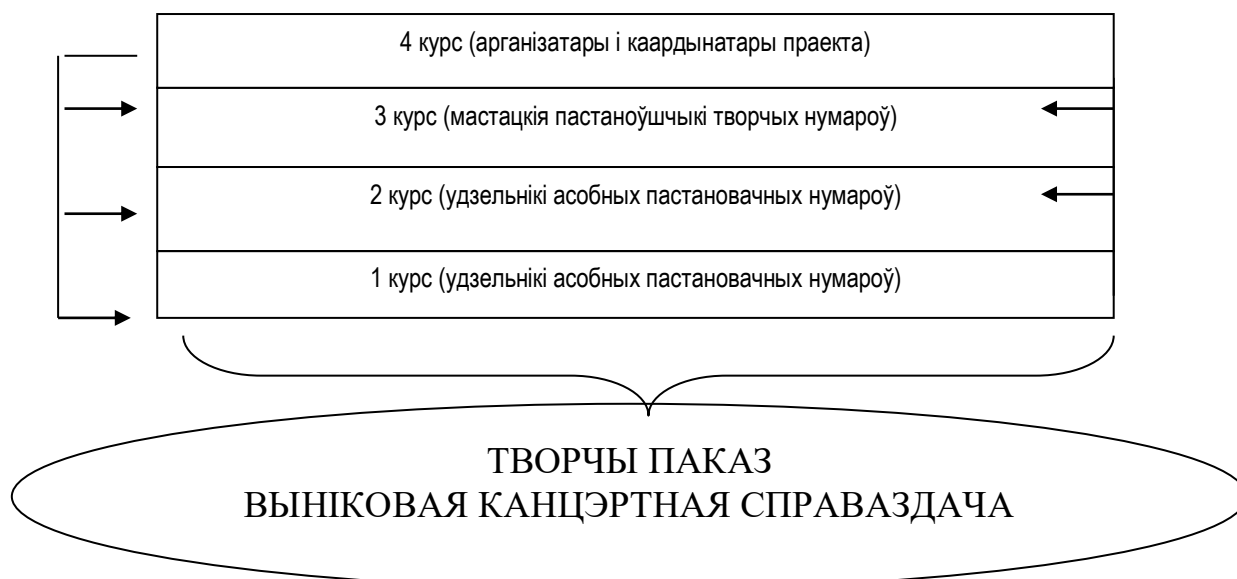 4 курс (арганізатары і каардынатары праекта)
3 курс (мастацкія пастаноўшчыкі творчых нумароў)
2 курс (удзельнікі асобных пастановачных нумароў)
1 курс (удзельнікі асобных пастановачных нумароў)
ТВОРЧЫ ПАКАЗ
ВЫНІКОВАЯ КАНЦЭРТНАЯ СПРАВАЗДАЧА